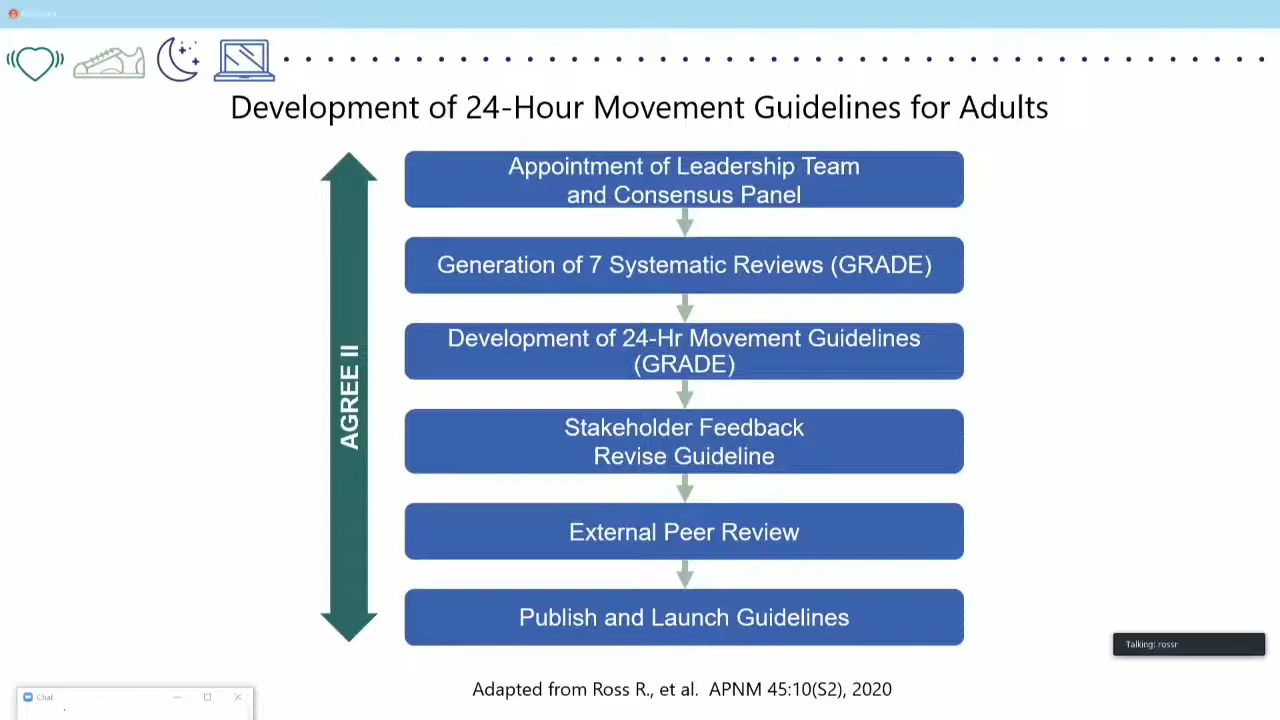 Development of 24-Hour Movement Guidelines for Adults
Appointment of Leadership Team
and Consensus Panel
Generation of 7 Systematic Reviews (GRADE)
Development of 24-Hr Movement Guidelines
(GRADE)
Stakeholder Feedback
Revise Guideline
External Peer Review
Publish and Launch Guidelines
AGREE II
Talking: rossr
Adapted from Ross R., et al. APNM 45:10(S2), 2020
Chat